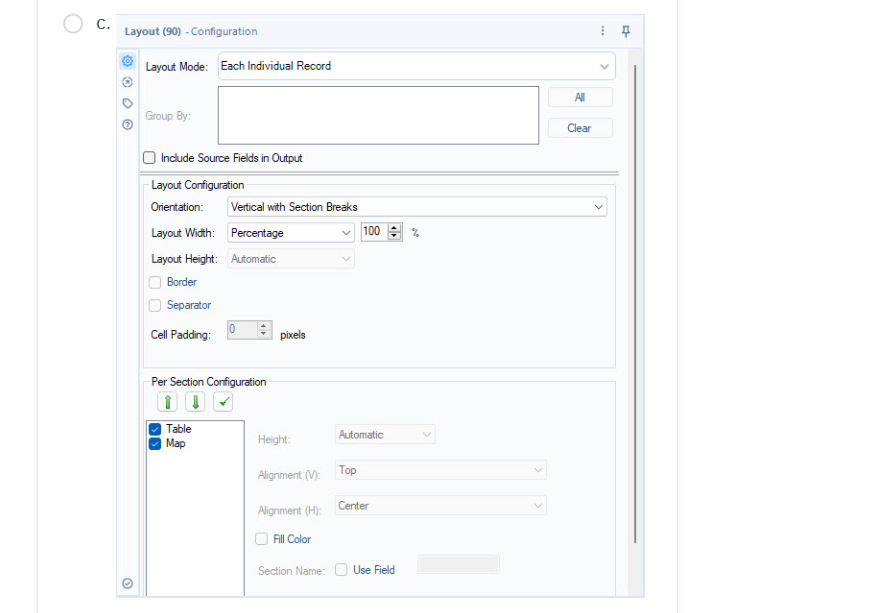 C.
Layout (90) - Configuration
Layout Mode: Each Individual Record
Group By:
All
Clear
Include Source Fields in Output
Layout Configuration
Orientation: Vertical with Section Breaks
Layout Width: Percentage 100 %
Layout Height: Automatic
Border
Separator
Cell Padding: 0 pixels
Per Section Configuration
Table
Map
Height: Automatic
Alignment (V): Top
Alignment (H): Center
Fill Color
Section Name: Use Field